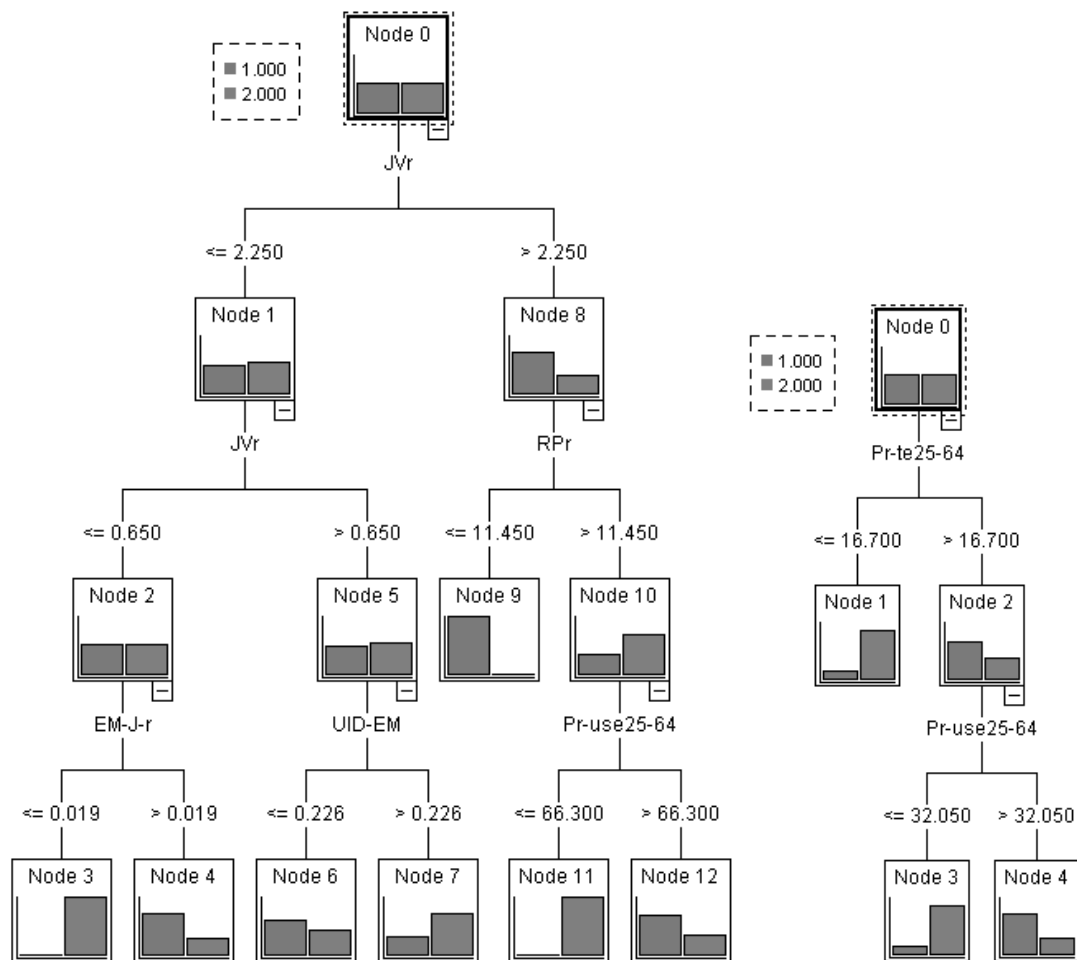 Node 0
1.000
2.000
JVr
<= 2.250
> 2.250
Node 1
Node 8
JVr
RPr
<= 0.650
> 0.650
<= 11.450
> 11.450
Node 2
Node 5
Node 9
Node 10
EM-J-r
UID-EM
Pr-use25-64
<= 0.019
> 0.019
<= 0.226
> 0.226
<= 66.300
> 66.300
Node 3
Node 4
Node 6
Node 7
Node 11
Node 12
Node 0
1.000
2.000
Pr-te25-64
<= 16.700
> 16.700
Node 1
Node 2
Pr-use25-64
<= 32.050
> 32.050
Node 3
Node 4